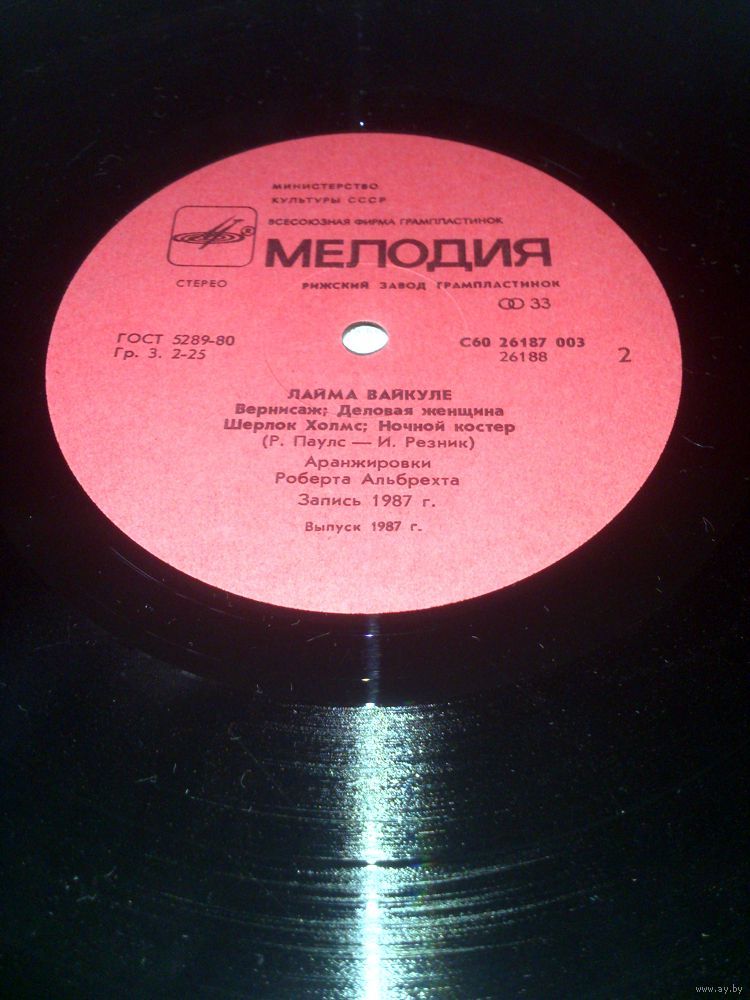 МИНИСТЕРСТВО
КУЛЬТУРЫ СССР
ВСЕСОЮЗНАЯ ФИРМА ГРАМПЛАСТИНОК
®
МЕЛОДИЯ
СТЕРЕО
РИЖСКИЙ ЗАВОД ГРАМПЛАСТИНОК
33
ГОСТ 5289-80
Гр. 3. 2-25
С60 26187 003
26188
2
ЛАЙМА ВАЙКУЛЕ
Вернисаж; Деловая женщина
Шерлок Холмс; Ночной костер
(Р. Паулс — И. Резник)
Аранжировки
Роберта Альбрехта
Запись 1987 г.
Выпуск 1987 г.
www.ay.by